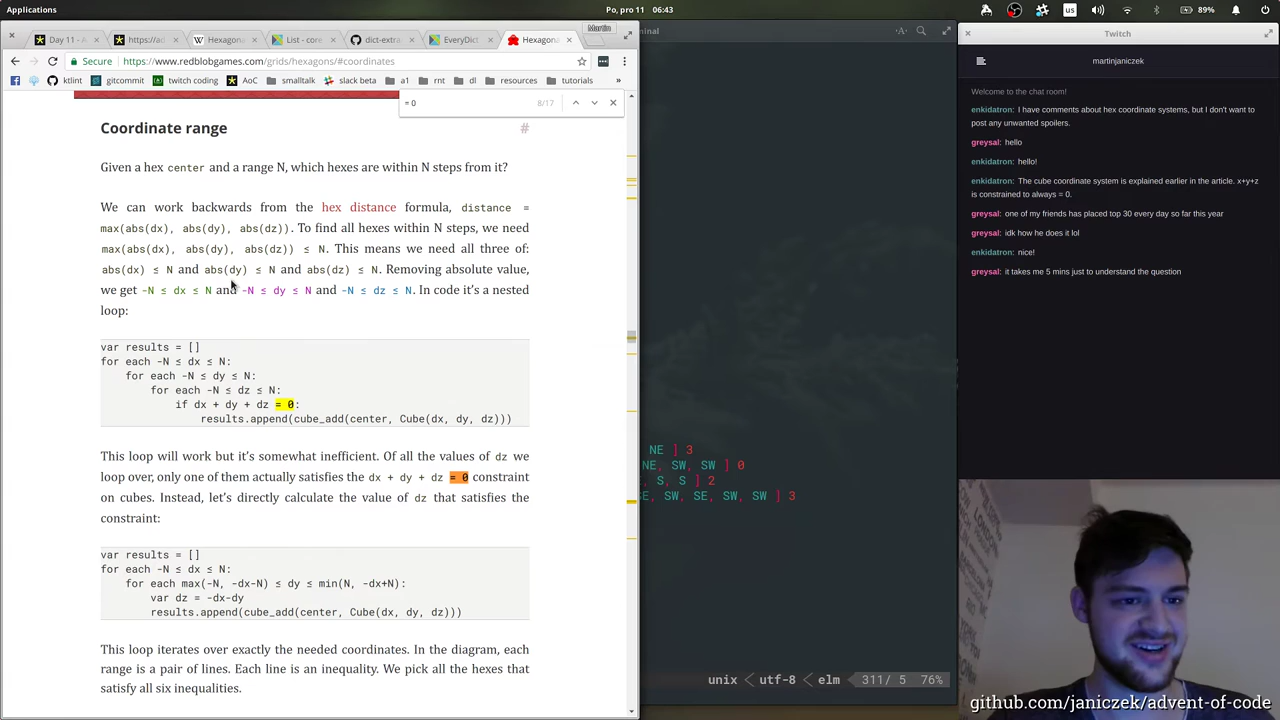 Applications
Po, pro 11 06:43
us
89%
Martin
Day 11 - A
https://ad
Hexagona
List - core
dict-extra
EveryDict
Hexagona
Secure
https://www.redblobgames.com/grids/hexagons/#coordinates
ktlint
gitcommit
twitch coding
AoC
smalltalk
slack beta
a1
rnt
dl
resources
tutorials
»
= 0
8/17
Coordinate range
#
Given a hex center and a range N, which hexes are within N steps from it?
We can work backwards from the hex distance formula, distance =
max(abs(dx), abs(dy), abs(dz)). To find all hexes within N steps, we need
max(abs(dx), abs(dy), abs(dz)) ≤ N. This means we need all three of:
abs(dx) ≤ N and abs(dy) ≤ N and abs(dz) ≤ N. Removing absolute value,
we get -N ≤ dx ≤ N and -N ≤ dy ≤ N and -N ≤ dz ≤ N. In code it's a nested
loop:
var results = []
for each -N ≤ dx ≤ N:
for each -N ≤ dy ≤ N:
for each -N ≤ dz ≤ N:
if dx + dy + dz = 0:
results.append(cube_add(center, Cube(dx, dy, dz)))
This loop will work but it's somewhat inefficient. Of all the values of dz we
loop over, only one of them actually satisfies the dx + dy + dz = 0 constraint
on cubes. Instead, let's directly calculate the value of dz that satisfies the
constraint:
var results = []
for each -N ≤ dx ≤ N:
for each max(-N, -dx-N) ≤ dy ≤ min(N, -dx+N):
var dz = -dx-dy
results.append(cube_add(center, Cube(dx, dy, dz)))
This loop iterates over exactly the needed coordinates. In the diagram, each
range is a pair of lines. Each line is an inequality. We pick all the hexes that
satisfy all six inequalities.
minal
NE ] 3
NE, SW, SW ] 0
, S, S ] 2
SE, SW, SE, SW, SW ] 3
unix
utf-8
elm
311/ 5
76%
Twitch
martinjaniczek
Welcome to the chat room!
enkidatron: I have comments about hex coordinate systems, but I don't want to
post any unwanted spoilers.
greysal: hello
enkidatron: hello!
enkidatron: The cube coordinate system is explained earlier in the article. x+y+z
is constrained to always = 0.
greysal: one of my friends has placed top 30 every day so far this year
greysal: idk how he does it lol
enkidatron: nice!
greysal: it takes me 5 mins just to understand the question
github.com/janiczek/advent-of-code